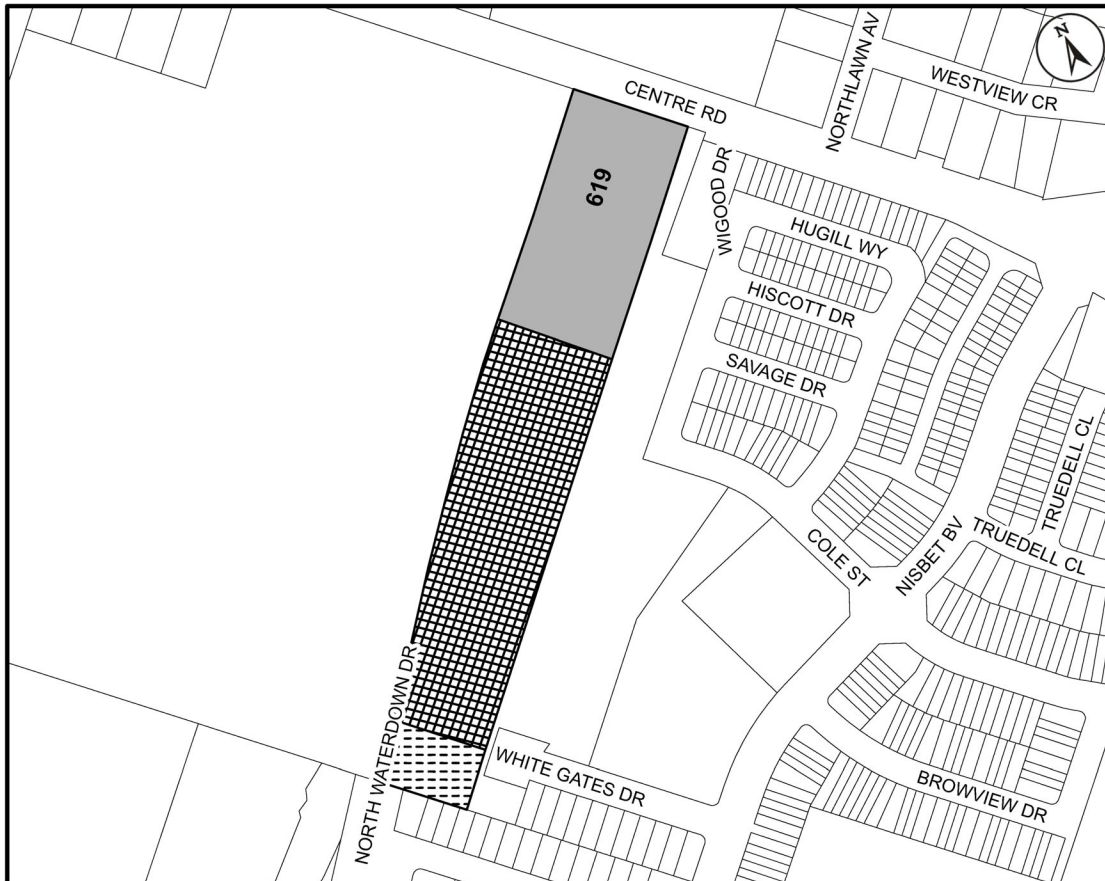 N
NORTHLAWN AV
WESTVIEW CR
CENTRE RD
619
WIGOOD DR
HUGILL WY
HISCOTT DR
SAVAGE DR
TRUEDELL CL
TRUEDELL CL
COLE ST
NISBET BV
NORTH WATERDOWN DR
WHITE GATES DR
BROWVIEW DR